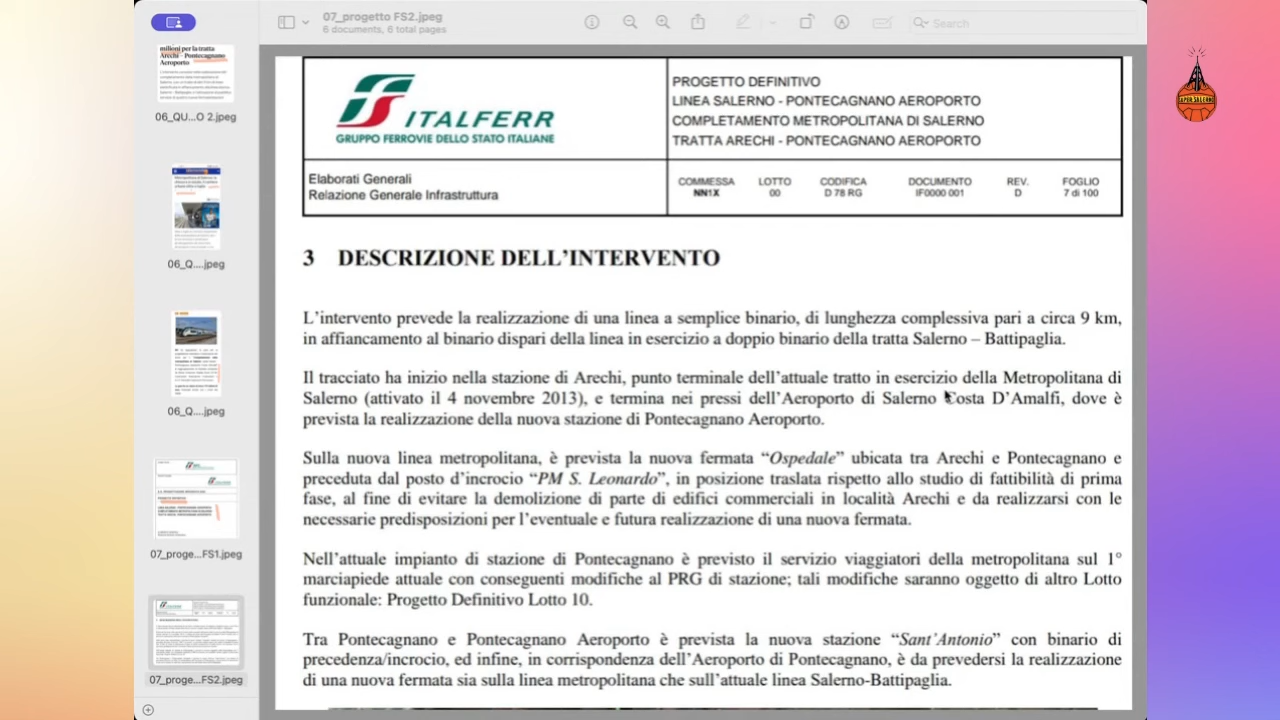 07_progetto FS2.jpeg
6 documents, 6 total pages
Search
milioni per la tratta
Arechi - Pontecagnano
Aeroporto
06_QU...O 2.jpeg
06_Q....jpeg
06_Q....jpeg
07_proge...FS1.jpeg
07_proge...FS2.jpeg
ITALFERR
GRUPPO FERROVIE DELLO STATO ITALIANE
PROGETTO DEFINITIVO
LINEA SALERNO - PONTECAGNANO AEROPORTO
COMPLETAMENTO METROPOLITANA DI SALERNO
TRATTA ARECHI - PONTECAGNANO AEROPORTO
Elaborati Generali
Relazione Generale Infrastruttura
COMMESSA LOTTO CODIFICA DOCUMENTO REV. FOGLIO
NN1X 00 D 78 RG IF0000 001 D 7 di 100
3 DESCRIZIONE DELL’INTERVENTO
L’intervento prevede la realizzazione di una linea a semplice binario, di lunghezza complessiva pari a circa 9 km,
in affiancamento al binario dispari della linea in esercizio a doppio binario della tratta Salerno – Battipaglia.
Il tracciato ha inizio dalla stazione di Arechi, punto terminale dell’attuale tratto in esercizio della Metropolitana di
Salerno (attivato il 4 novembre 2013), e termina nei pressi dell’Aeroporto di Salerno Costa D’Amalfi, dove è
prevista la realizzazione della nuova stazione di Pontecagnano Aeroporto.
Sulla nuova linea metropolitana, è prevista la nuova fermata “Ospedale” ubicata tra Arechi e Pontecagnano e
preceduta dal posto d’incrocio “PM S. Leonardo”, in posizione traslata rispetto allo studio di fattibilità di prima
fase, al fine di evitare la demolizione di parte di edifici commerciali in località Arechi e da realizzarsi con le
necessarie predisposizioni per l’eventuale e futura realizzazione di una nuova fermata.
Nell’attuale impianto di stazione di Pontecagnano è previsto il servizio viaggiatori della metropolitana sul 1°
marciapiede attuale con conseguenti modifiche al PRG di stazione; tali modifiche saranno oggetto di altro Lotto
funzionale: Progetto Definitivo Lotto 10.
Tra Pontecagnano e Pontecagnano Aeroporto è prevista la nuova stazione “Sant’Antonio” con binario di
precedenza/incrocio, ed infine, in corrispondenza dell’Aeroporto di Pontecagnano, è da prevedersi la realizzazione
di una nuova fermata sia sulla linea metropolitana che sull’attuale linea Salerno-Battipaglia.
SALERNO